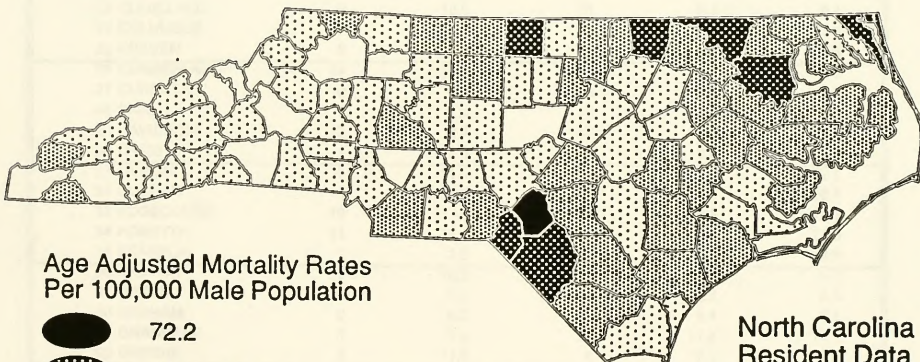 Age Adjusted Mortality Rates
Per 100,000 Male Population
72.2
North Carolina
Resident Data